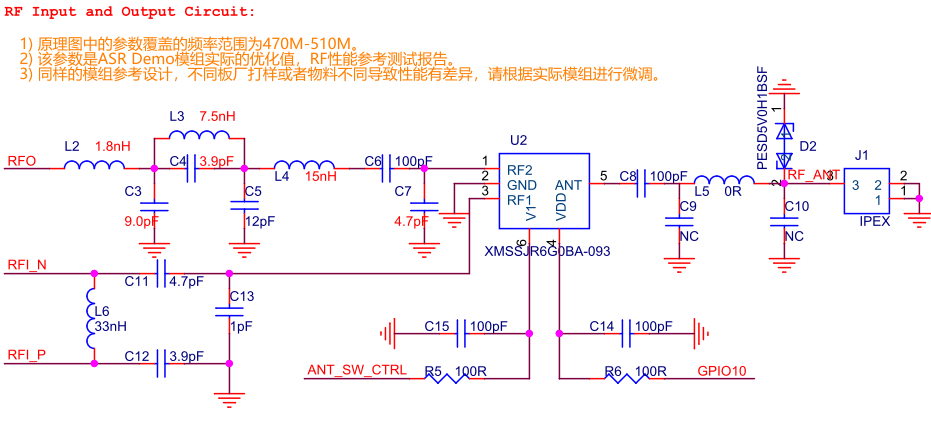 RF Input and Output Circuit:
1) 原理图中的参数覆盖的频率范围为470M-510M。
2) 该参数是ASR Demo模组实际的优化值，RF性能参考测试报告。
3) 同样的模组参考设计，不同板厂打样或者物料不同导致性能有差异，请根据实际模组进行微调。
PESD5V0H1BSF
1
D2
2
L3 7.5nH
L2 1.8nH
RFO
C4 3.9pF
L4 15nH
C6 100pF
C3
9.0pF
C5
12pF
C7
4.7pF
U2
1 RF2
2 GND
3 RF1
ANT 5
V1
VDD
6
4
XMSSJR6G0BA-093
C8 100pF
L5 0R
RF_ANT
C9
NC
C10
NC
J1
3 3
2 2
1 1
IPEX
RFI_N
C11 4.7pF
L6
33nH
C13
1pF
RFI_P
C12 3.9pF
C15 100pF
C14 100pF
ANT_SW_CTRL
R5 100R
R6 100R
GPIO10